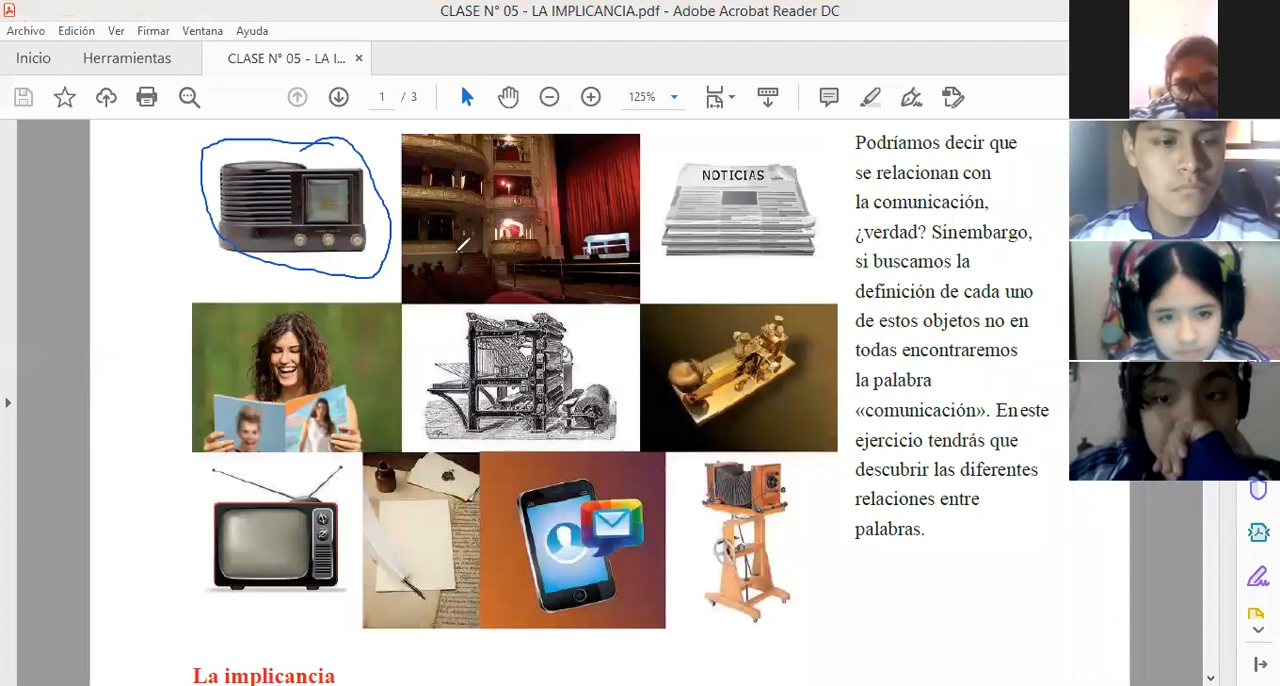 CLASE N° 05 - LA IMPLICANCIA.pdf - Adobe Acrobat Reader DC
Archivo Edición Ver Firmar Ventana Ayuda
Inicio Herramientas CLASE N° 05 - LA I... ×
1 / 3 125%
NOTICIAS
Podríamos decir que
se relacionan con
la comunicación,
¿verdad? Sinembargo,
si buscamos la
definición de cada uno
de estos objetos no en
todas encontraremos
la palabra
«comunicación». En este
ejercicio tendrás que
descubrir las diferentes
relaciones entre
palabras.
La implicancia